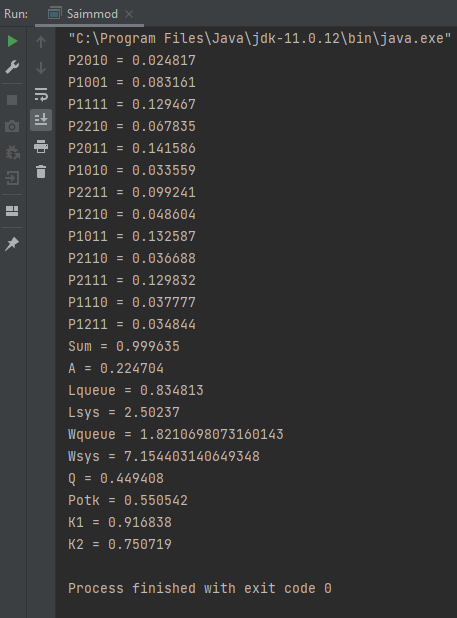 Run:
Saimmod
"C:\Program Files\Java\jdk-11.0.12\bin\java.exe"
P2010 = 0.024817
P1001 = 0.083161
P1111 = 0.129467
P2210 = 0.067835
P2011 = 0.141586
P1010 = 0.033559
P2211 = 0.099241
P1210 = 0.048604
P1011 = 0.132587
P2110 = 0.036688
P2111 = 0.129832
P1110 = 0.037777
P1211 = 0.034844
Sum = 0.999635
A = 0.224704
Lqueue = 0.834813
Lsys = 2.50237
Wqueue = 1.8210698073160143
Wsys = 7.154403140649348
Q = 0.449408
Potk = 0.550542
K1 = 0.916838
K2 = 0.750719
Process finished with exit code 0